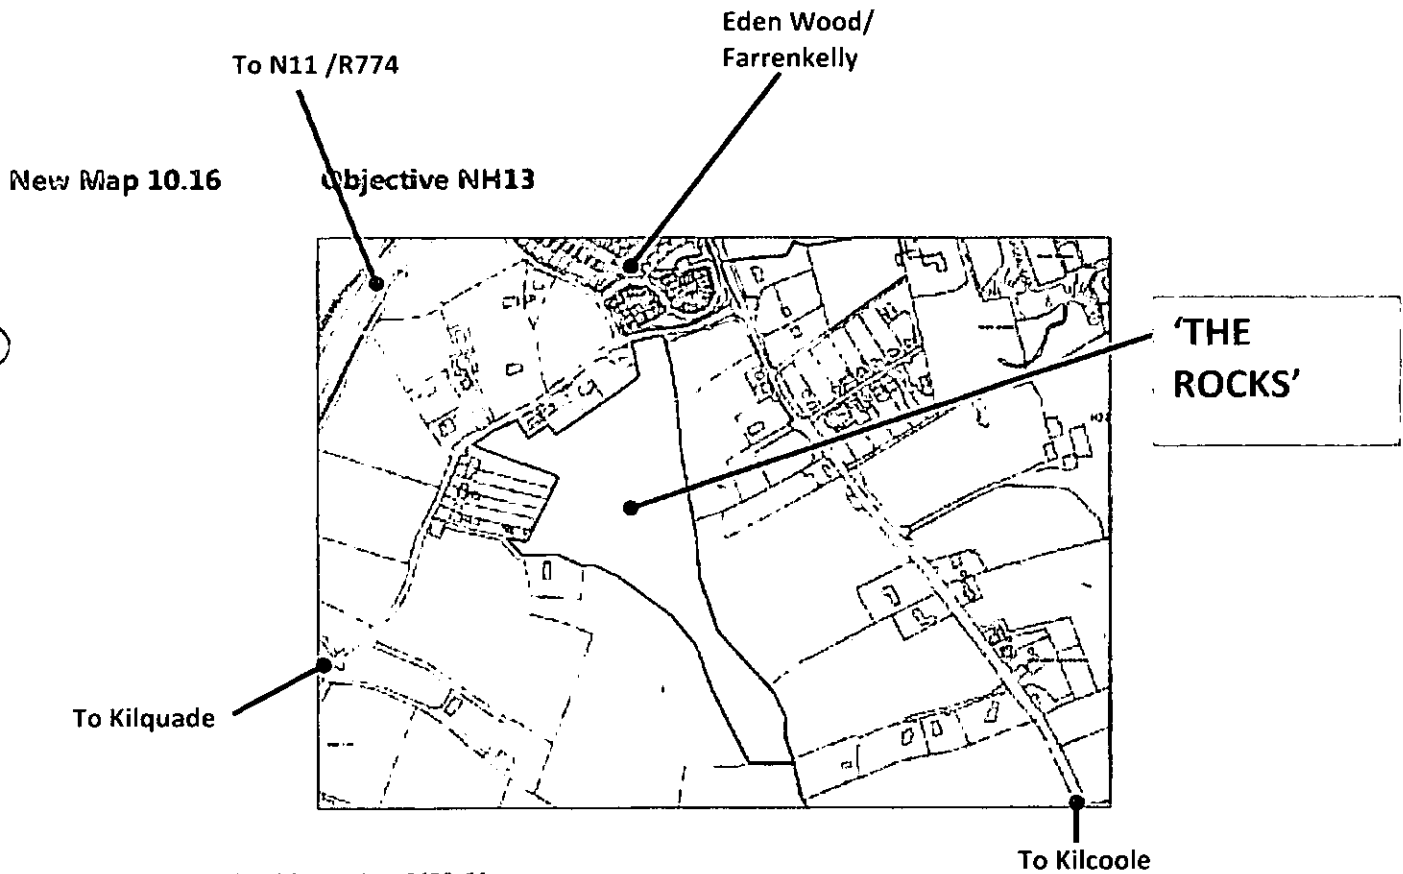 Eden Wood/
Farrenkelly
To N11 /R774
New Map 10.16 Objective NH13
'THE
ROCKS'
To Kilquade
To Kilcoole